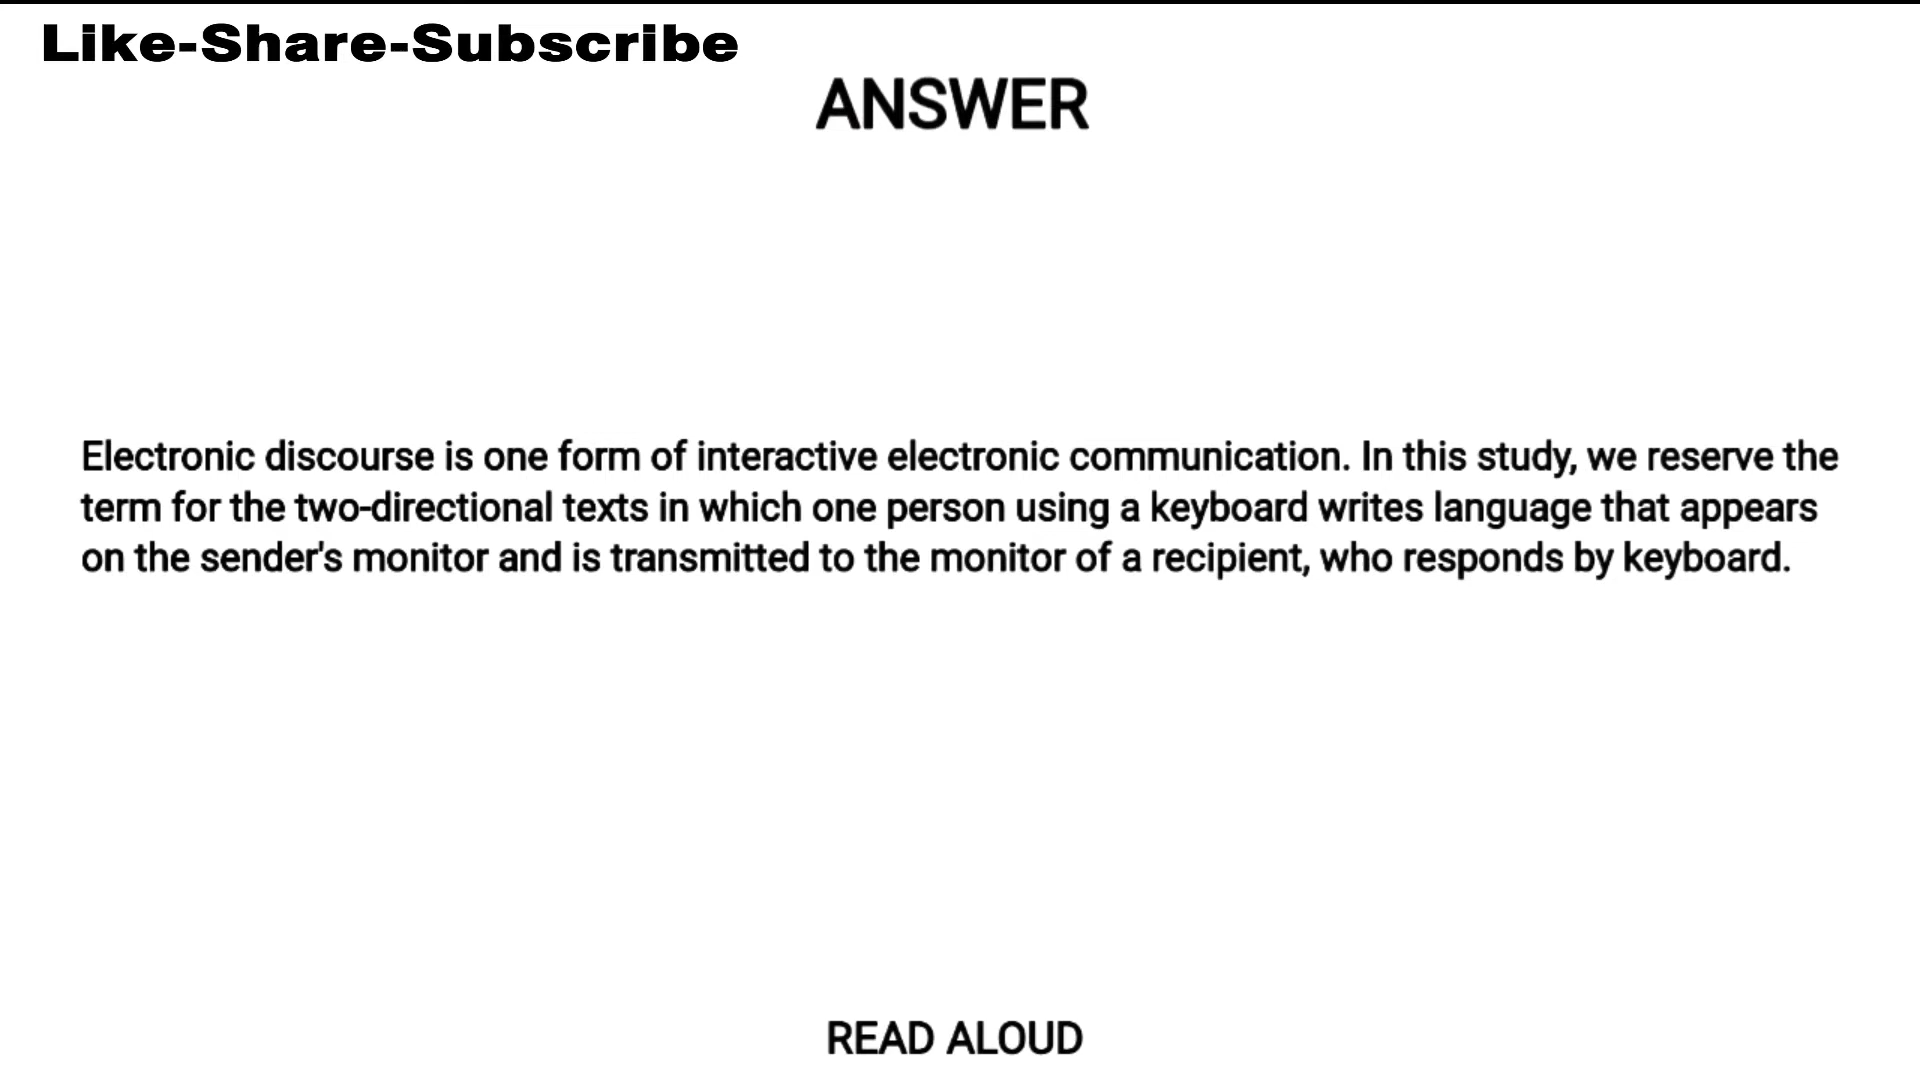 Like-Share-Subscribe
ANSWER
Electronic discourse is one form of interactive electronic communication. In this study, we reserve the
term for the two-directional texts in which one person using a keyboard writes language that appears
on the sender's monitor and is transmitted to the monitor of a recipient, who responds by keyboard.
READ ALOUD